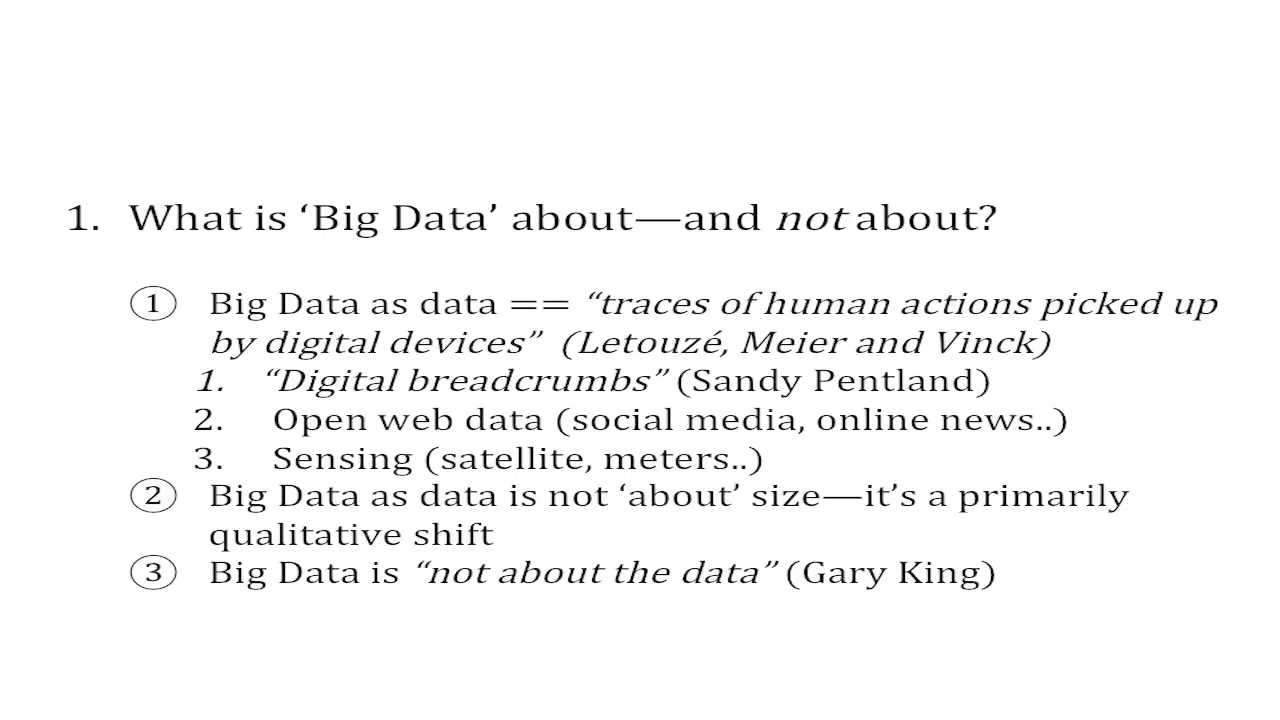 1. What is ‘Big Data’ about—and not about?
① Big Data as data == “traces of human actions picked up
by digital devices” (Letouzé, Meier and Vinck)
1. “Digital breadcrumbs” (Sandy Pentland)
2. Open web data (social media, online news..)
3. Sensing (satellite, meters..)
② Big Data as data is not ‘about’ size—it’s a primarily
qualitative shift
③ Big Data is “not about the data” (Gary King)